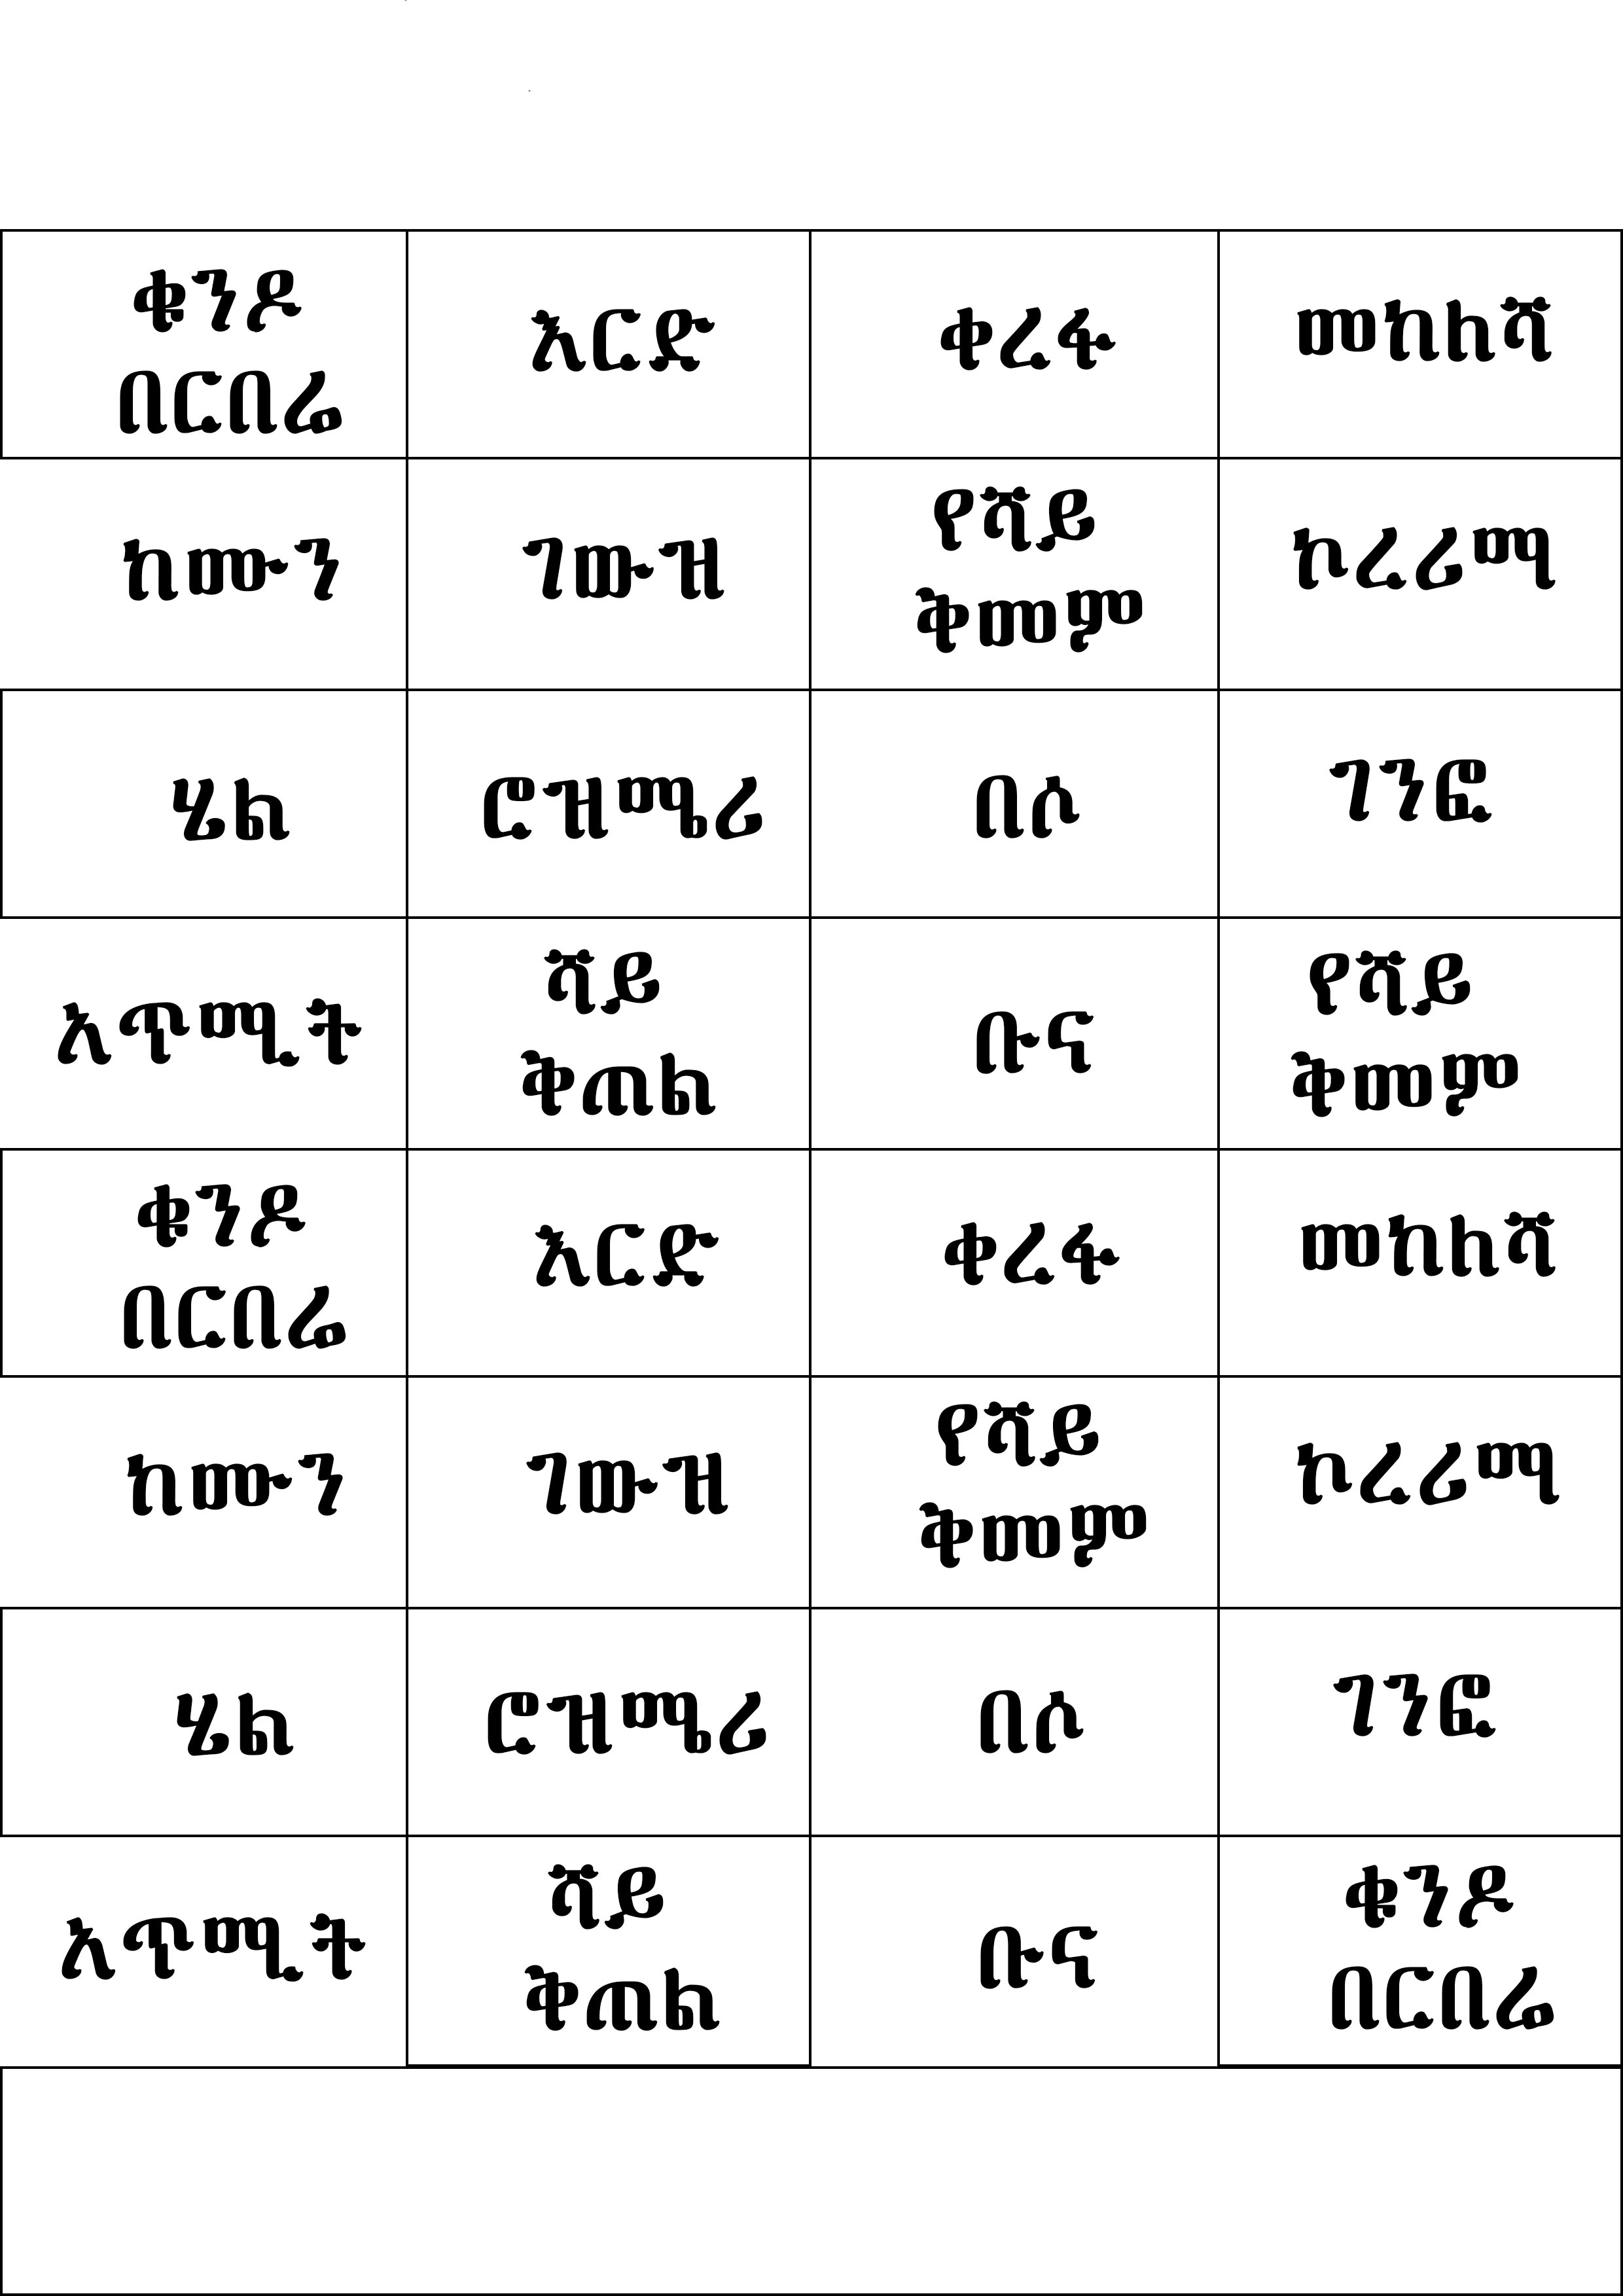 ቁንዶ
በርበሬ
እርድ
ቀረፋ
መከለሻ
ከሙን
ገውዝ
የሻይ
ቅመም
ኮረሪማ
ሄል
ሮዝሜሪ
በሶ
ገንፎ
አጥሚት
ሻይ
ቅጠል
ቡና
የሻይ
ቅመም
ቁንዶ
በርበሬ
እርድ
ቀረፋ
መከለሻ
ከሙን
ገውዝ
የሻይ
ቅመም
ኮረሪማ
ሄል
ሮዝሜሪ
በሶ
ገንፎ
አጥሚት
ሻይ
ቅጠል
ቡና
ቁንዶ
በርበሬ